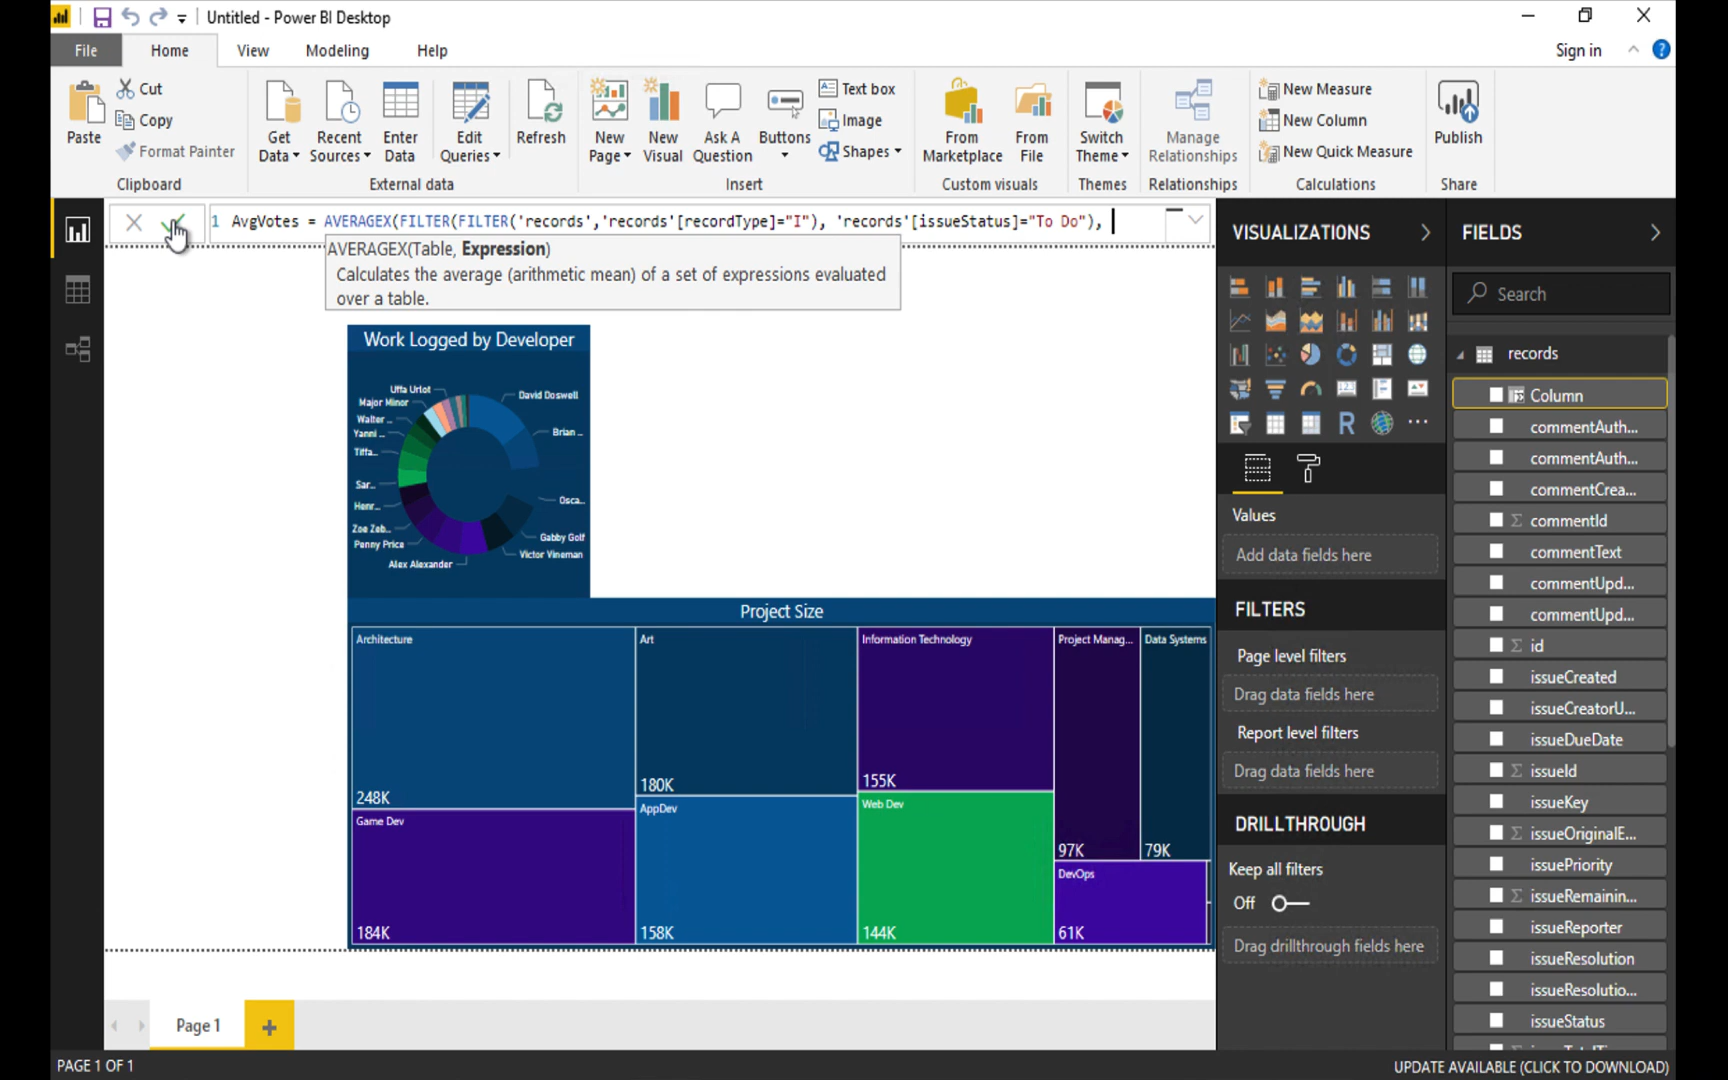 Untitled - Power BI Desktop
File
Home
View
Modeling
Help
Sign in
Paste
Cut
Copy
Format Painter
Clipboard
Get
Data
Recent
Sources
Enter
Data
Edit
Queries
Refresh
External data
New
Page
New
Visual
Ask A
Question
Buttons
Text box
Image
Shapes
Insert
From
Marketplace
From
File
Custom visuals
Switch
Theme
Themes
Manage
Relationships
Relationships
New Measure
New Column
New Quick Measure
Calculations
Publish
Share
1 AvgVotes = AVERAGEX(FILTER(FILTER('records','records'[recordType]="I"), 'records'[issueStatus]="To Do"),
AVERAGEX(Table, Expression)
Calculates the average (arithmetic mean) of a set of expressions evaluated
over a table.
Work Logged by Developer
Uffa Urlot
David Doswell
Major Minor
Walter ...
Brian ...
Yanni ...
Tiffa...
Sar...
Osca...
Henr...
Zoe Zeb...
Gabby Golf
Penny Price
Victor Vineman
Alex Alexander
Project Size
Architecture
248K
Game Dev
184K
Art
180K
AppDev
158K
Information Technology
155K
Web Dev
144K
Project Manag...
97K
Data Systems
79K
DevOps
61K
VISUALIZATIONS
R
Values
Add data fields here
FILTERS
Page level filters
Drag data fields here
Report level filters
Drag data fields here
DRILLTHROUGH
Keep all filters
Off
Drag drillthrough fields here
FIELDS
Search
records
Column
commentAuth...
commentAuth...
commentCrea...
Σ commentId
commentText
commentUpd...
commentUpd...
Σ id
issueCreated
issueCreatorU...
issueDueDate
Σ issueId
issueKey
Σ issueOriginalE...
issuePriority
Σ issueRemainin...
issueReporter
issueResolution
issueResolutio...
issueStatus
Page 1
PAGE 1 OF 1
UPDATE AVAILABLE (CLICK TO DOWNLOAD)